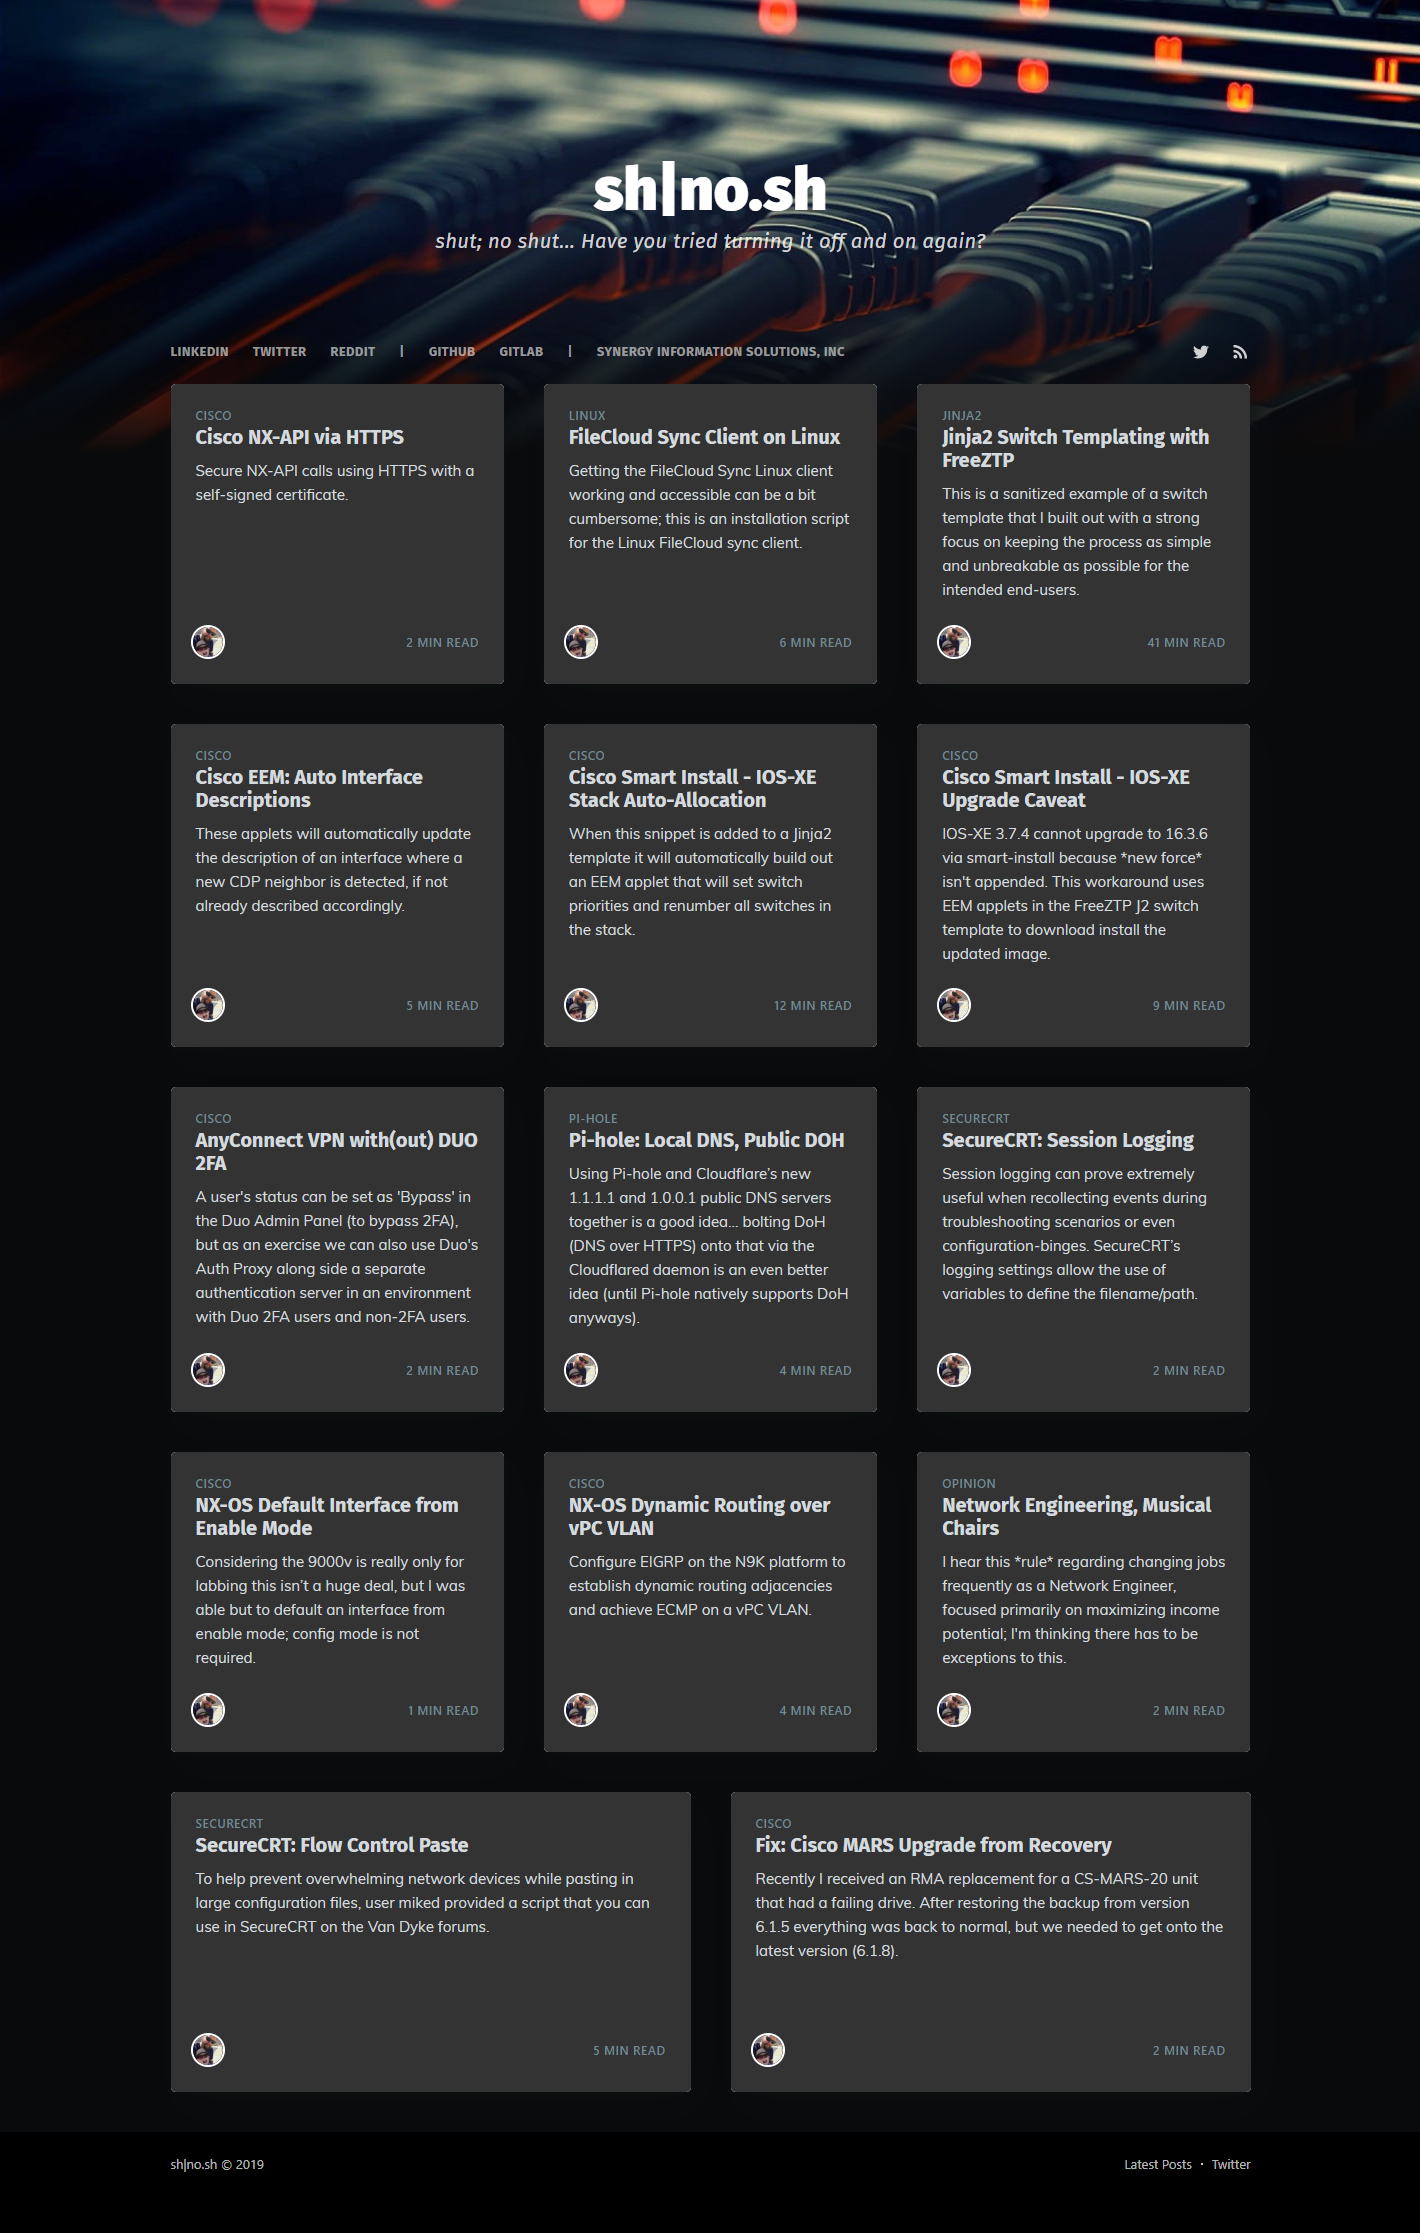 sh|no.sh
shut; no shut... Have you tried turning it off and on again?
LINKEDIN TWITTER REDDIT | GITHUB GITLAB | SYNERGY INFORMATION SOLUTIONS, INC
CISCO
Cisco NX-API via HTTPS
Secure NX-API calls using HTTPS with a
self-signed certificate.
2 MIN READ
LINUX
FileCloud Sync Client on Linux
Getting the FileCloud Sync Linux client
working and accessible can be a bit
cumbersome; this is an installation script
for the Linux FileCloud sync client.
6 MIN READ
JINJA2
Jinja2 Switch Templating with
FreeZTP
This is a sanitized example of a switch
template that I built out with a strong
focus on keeping the process as simple
and unbreakable as possible for the
intended end-users.
41 MIN READ
CISCO
Cisco EEM: Auto Interface
Descriptions
These applets will automatically update
the description of an interface where a
new CDP neighbor is detected, if not
already described accordingly.
5 MIN READ
CISCO
Cisco Smart Install - IOS-XE
Stack Auto-Allocation
When this snippet is added to a Jinja2
template it will automatically build out
an EEM applet that will set switch
priorities and renumber all switches in
the stack.
12 MIN READ
CISCO
Cisco Smart Install - IOS-XE
Upgrade Caveat
IOS-XE 3.7.4 cannot upgrade to 16.3.6
via smart-install because *new force*
isn't appended. This workaround uses
EEM applets in the FreeZTP J2 switch
template to download install the
updated image.
9 MIN READ
CISCO
AnyConnect VPN with(out) DUO
2FA
A user's status can be set as 'Bypass' in
the Duo Admin Panel (to bypass 2FA),
but as an exercise we can also use Duo's
Auth Proxy along side a separate
authentication server in an environment
with Duo 2FA users and non-2FA users.
2 MIN READ
PI-HOLE
Pi-hole: Local DNS, Public DOH
Using Pi-hole and Cloudflare’s new
1.1.1.1 and 1.0.0.1 public DNS servers
together is a good idea... bolting DoH
(DNS over HTTPS) onto that via the
Cloudflared daemon is an even better
idea (until Pi-hole natively supports DoH
anyways).
4 MIN READ
SECURECRT
SecureCRT: Session Logging
Session logging can prove extremely
useful when recollecting events during
troubleshooting scenarios or even
configuration-binges. SecureCRT’s
logging settings allow the use of
variables to define the filename/path.
2 MIN READ
CISCO
NX-OS Default Interface from
Enable Mode
Considering the 9000v is really only for
labbing this isn’t a huge deal, but I was
able but to default an interface from
enable mode; config mode is not
required.
1 MIN READ
CISCO
NX-OS Dynamic Routing over
vPC VLAN
Configure EIGRP on the N9K platform to
establish dynamic routing adjacencies
and achieve ECMP on a vPC VLAN.
4 MIN READ
OPINION
Network Engineering, Musical
Chairs
I hear this *rule* regarding changing jobs
frequently as a Network Engineer,
focused primarily on maximizing income
potential; I'm thinking there has to be
exceptions to this.
2 MIN READ
SECURECRT
SecureCRT: Flow Control Paste
To help prevent overwhelming network devices while pasting in
large configuration files, user miked provided a script that you can
use in SecureCRT on the Van Dyke forums.
5 MIN READ
CISCO
Fix: Cisco MARS Upgrade from Recovery
Recently I received an RMA replacement for a CS-MARS-20 unit
that had a failing drive. After restoring the backup from version
6.1.5 everything was back to normal, but we needed to get onto the
latest version (6.1.8).
2 MIN READ
sh|no.sh © 2019
Latest Posts · Twitter